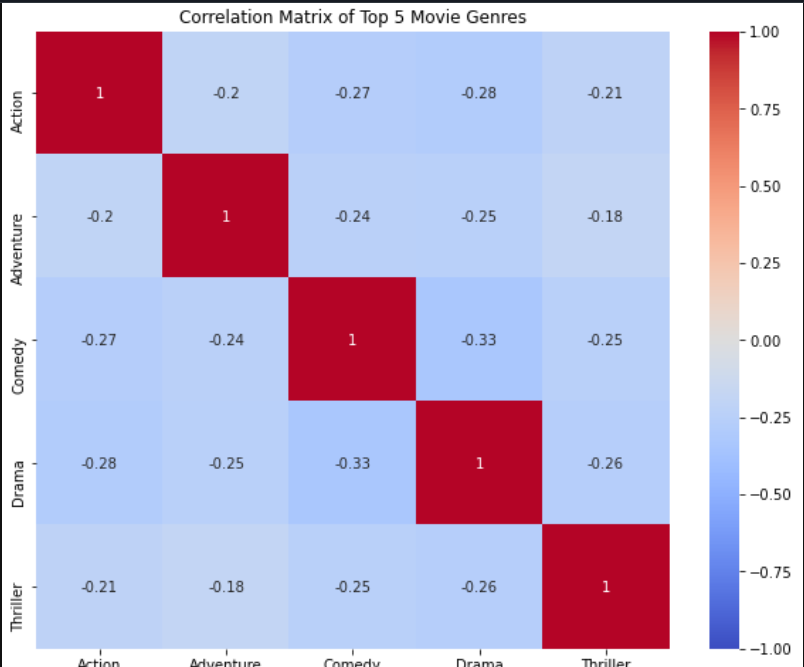 Correlation Matrix of Top 5 Movie Genres
Action 1 -0.2 -0.27 -0.28 -0.21
Adventure -0.2 1 -0.24 -0.25 -0.18
Comedy -0.27 -0.24 1 -0.33 -0.25
Drama -0.28 -0.25 -0.33 1 -0.26
Thriller -0.21 -0.18 -0.25 -0.26 1
Action Adventure Comedy Drama Thriller
1.00
0.75
0.50
0.25
0.00
−0.25
−0.50
−0.75
−1.00